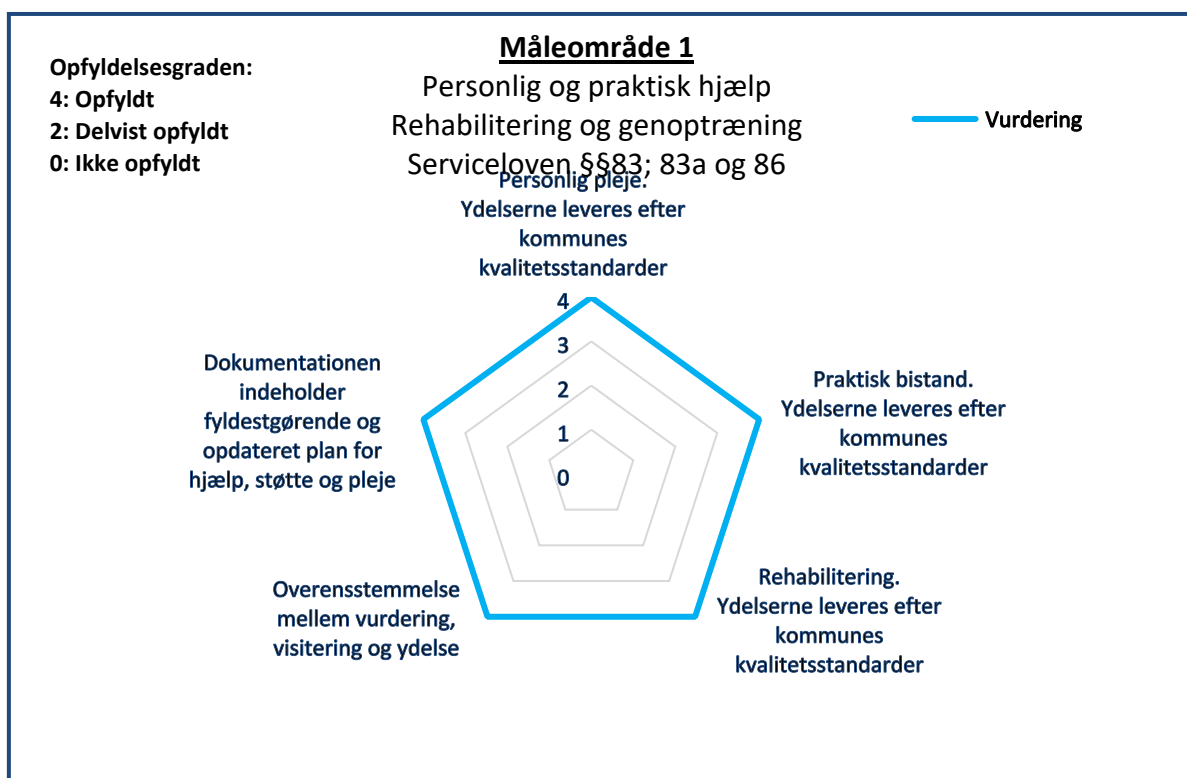 Opfyldelsesgraden:
4: Opfyldt
2: Delvist opfyldt
0: Ikke opfyldt
Måleområde 1
Personlig og praktisk hjælp
Rehabilitering og genoptræning
Serviceloven §§83; 83a og 86
Vurdering
Personlig pleje.
Ydelserne leveres efter
kommunes
kvalitetsstandarder
4
3
2
1
0
Praktisk bistand.
Ydelserne leveres efter
kommunes
kvalitetsstandarder
Rehabilitering.
Ydelserne leveres efter
kommunes
kvalitetsstandarder
Overensstemmelse
mellem vurdering,
visitering og ydelse
Dokumentationen
indeholder
fyldestgørende og
opdateret plan for
hjælp, støtte og pleje